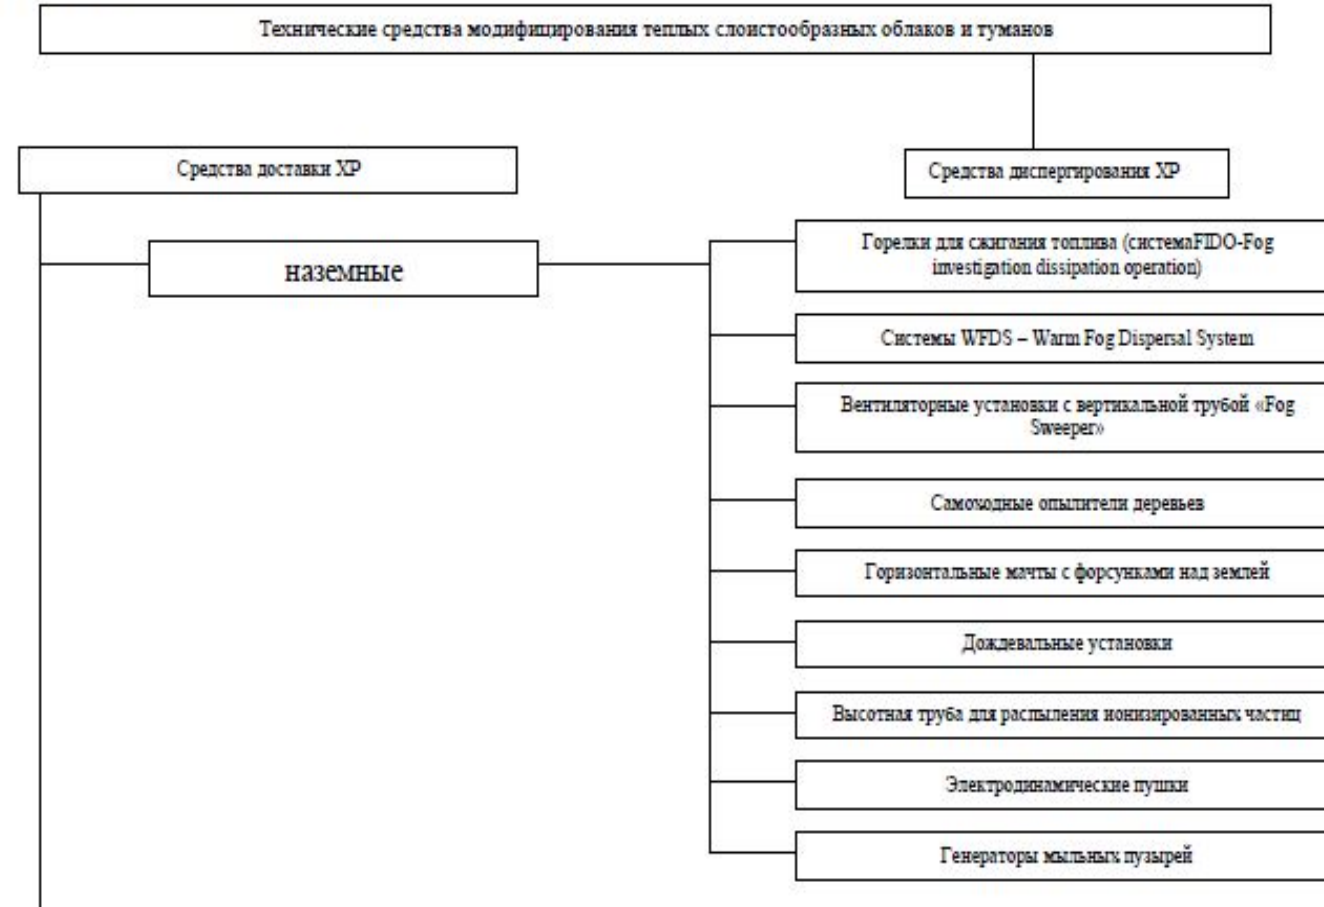 Технические средства модифицирования теплых слоистообразных облаков и туманов
Средства доставки ХР
Средства диспергирования ХР
наземные
Горелки для сжигания топлива (системаFIDO-Fog
investigation dissipation operation)
Системы WFDS – Warm Fog Dispersal System
Вентиляторные установки с вертикальной трубой «Fog
Sweeper»
Самоходные опылители деревьев
Горизонтальные мачты с форсунками над землей
Дождевальные установки
Высотная труба для распыления ионизированных частиц
Электродинамические пушки
Генераторы мыльных пузырей